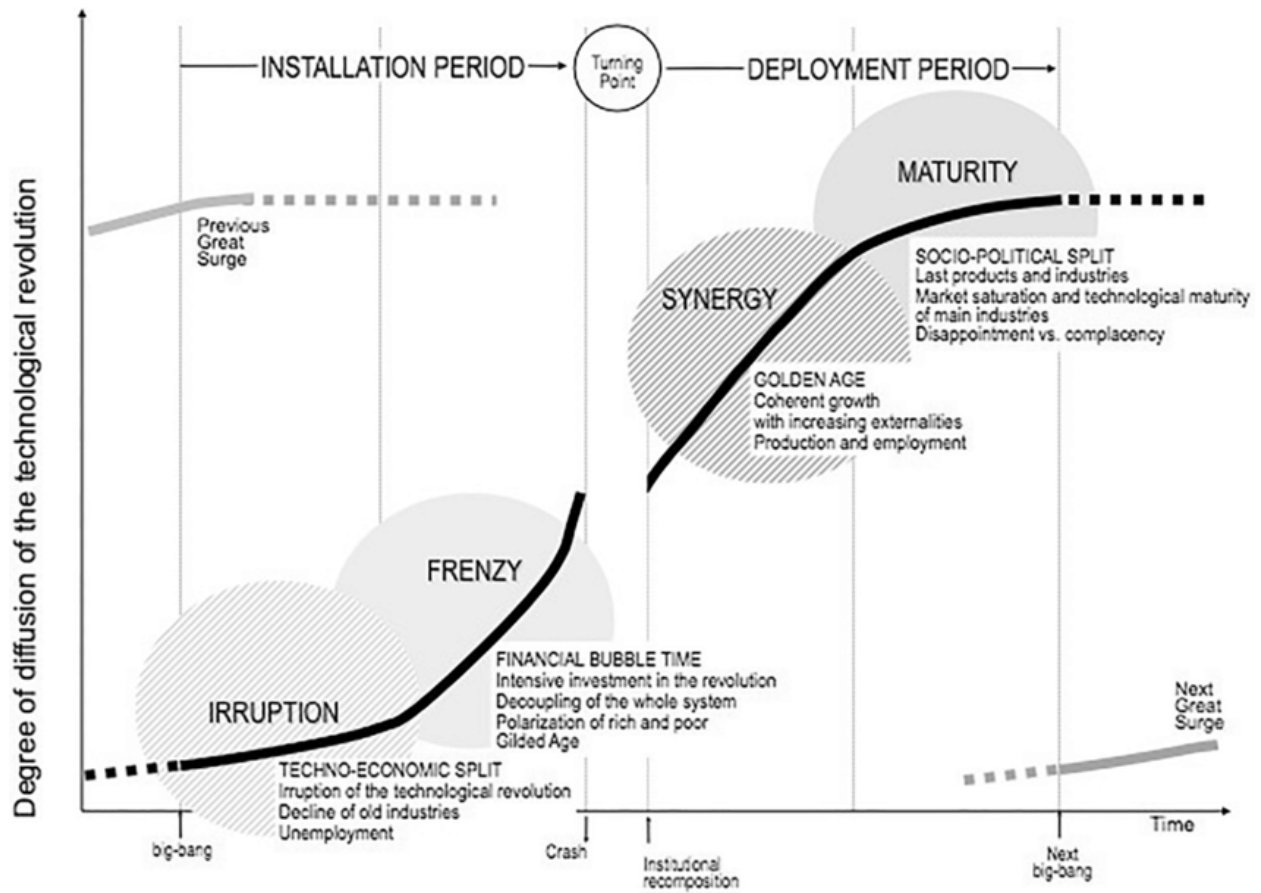 INSTALLATION PERIOD
Turning
Point
DEPLOYMENT PERIOD
Degree of diffusion of the technological revolution
Previous
Great
Surge
MATURITY
SOCIO-POLITICAL SPLIT
Last products and industries
Market saturation and technological maturity
of main industries
Disappointment vs. complacency
SYNERGY
GOLDEN AGE
Coherent growth
with increasing externalities
Production and employment
FRENZY
FINANCIAL BUBBLE TIME
Intensive investment in the revolution
Decoupling of the whole system
Polarization of rich and poor
Gilded Age
IRRUPTION
TECHNO-ECONOMIC SPLIT
Irruption of the technological revolution
Decline of old industries
Unemployment
Next
Great
Surge
Time
big-bang
Crash
Institutional
recomposition
Next
big-bang